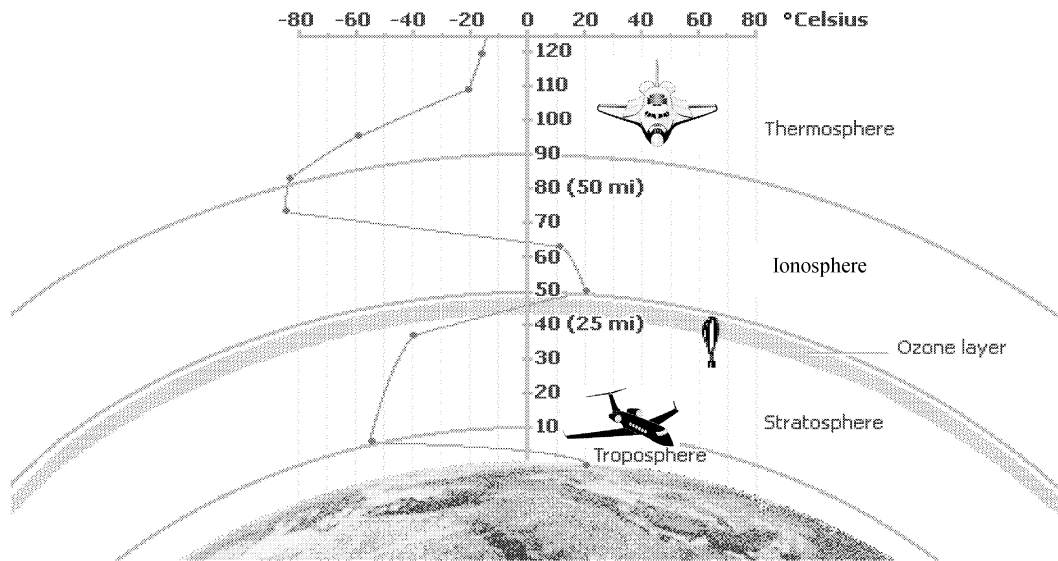 -80 -60 -40 -20 0 20 40 60 80 °Celsius
120
110
100
Thermosphere
90
80 (50 mi)
70
60
Ionosphere
50
40 (25 mi)
Ozone layer
30
20
Stratosphere
10
Troposphere